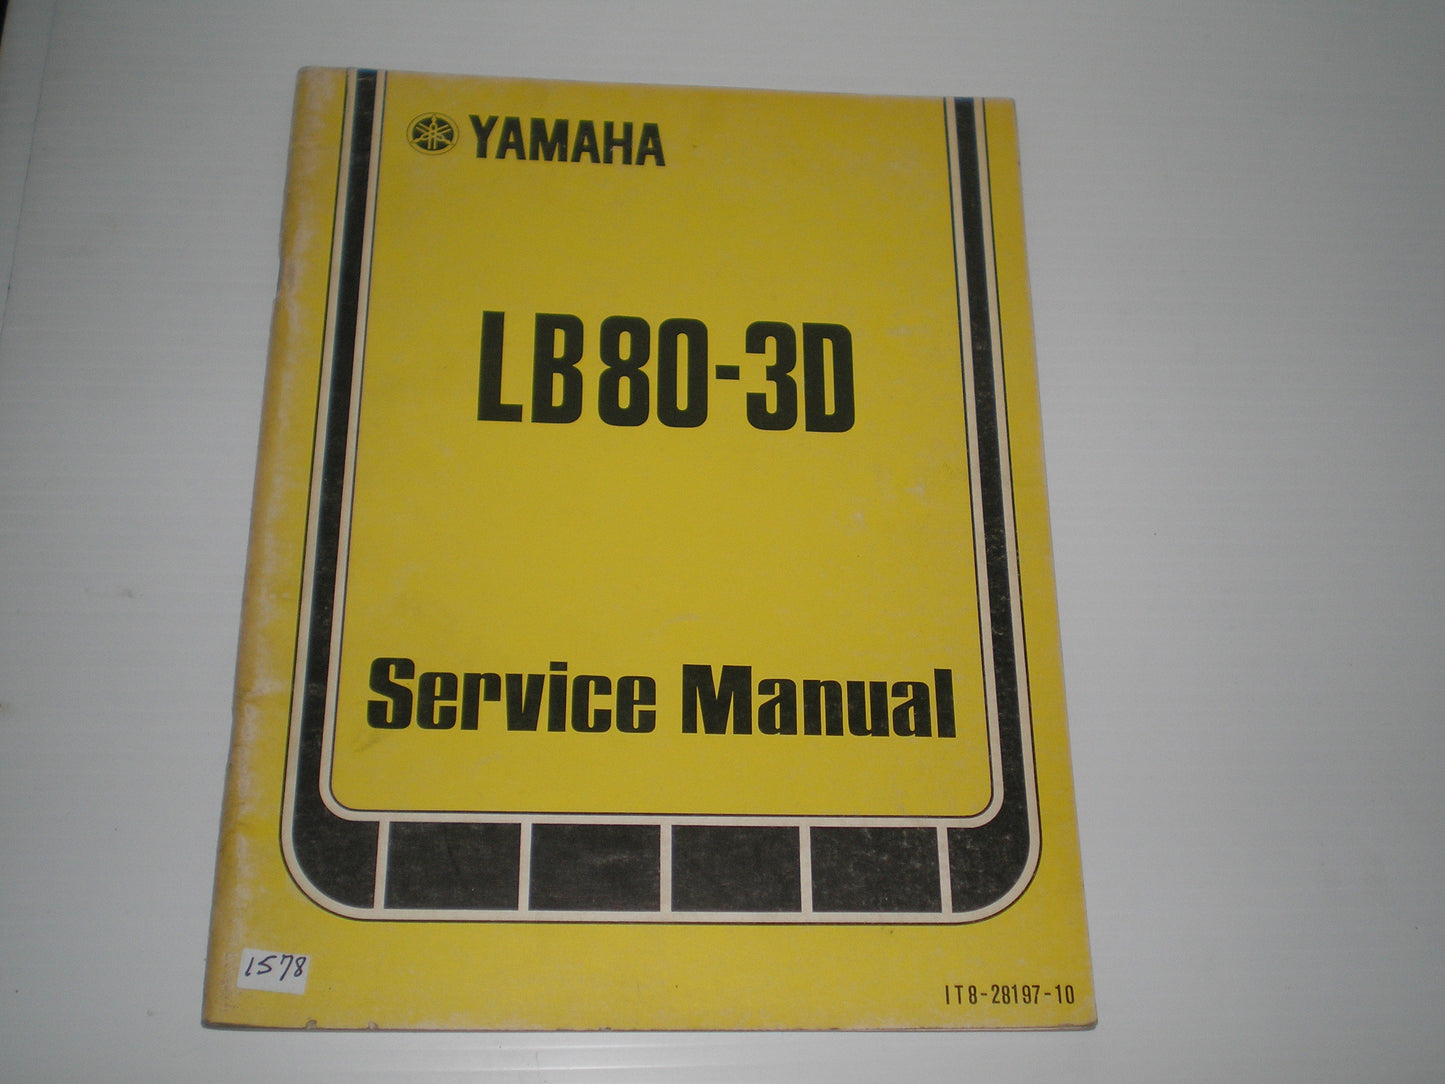 YAMAHA
LB80-3D
Service Manual
1578
1T8-28197-10